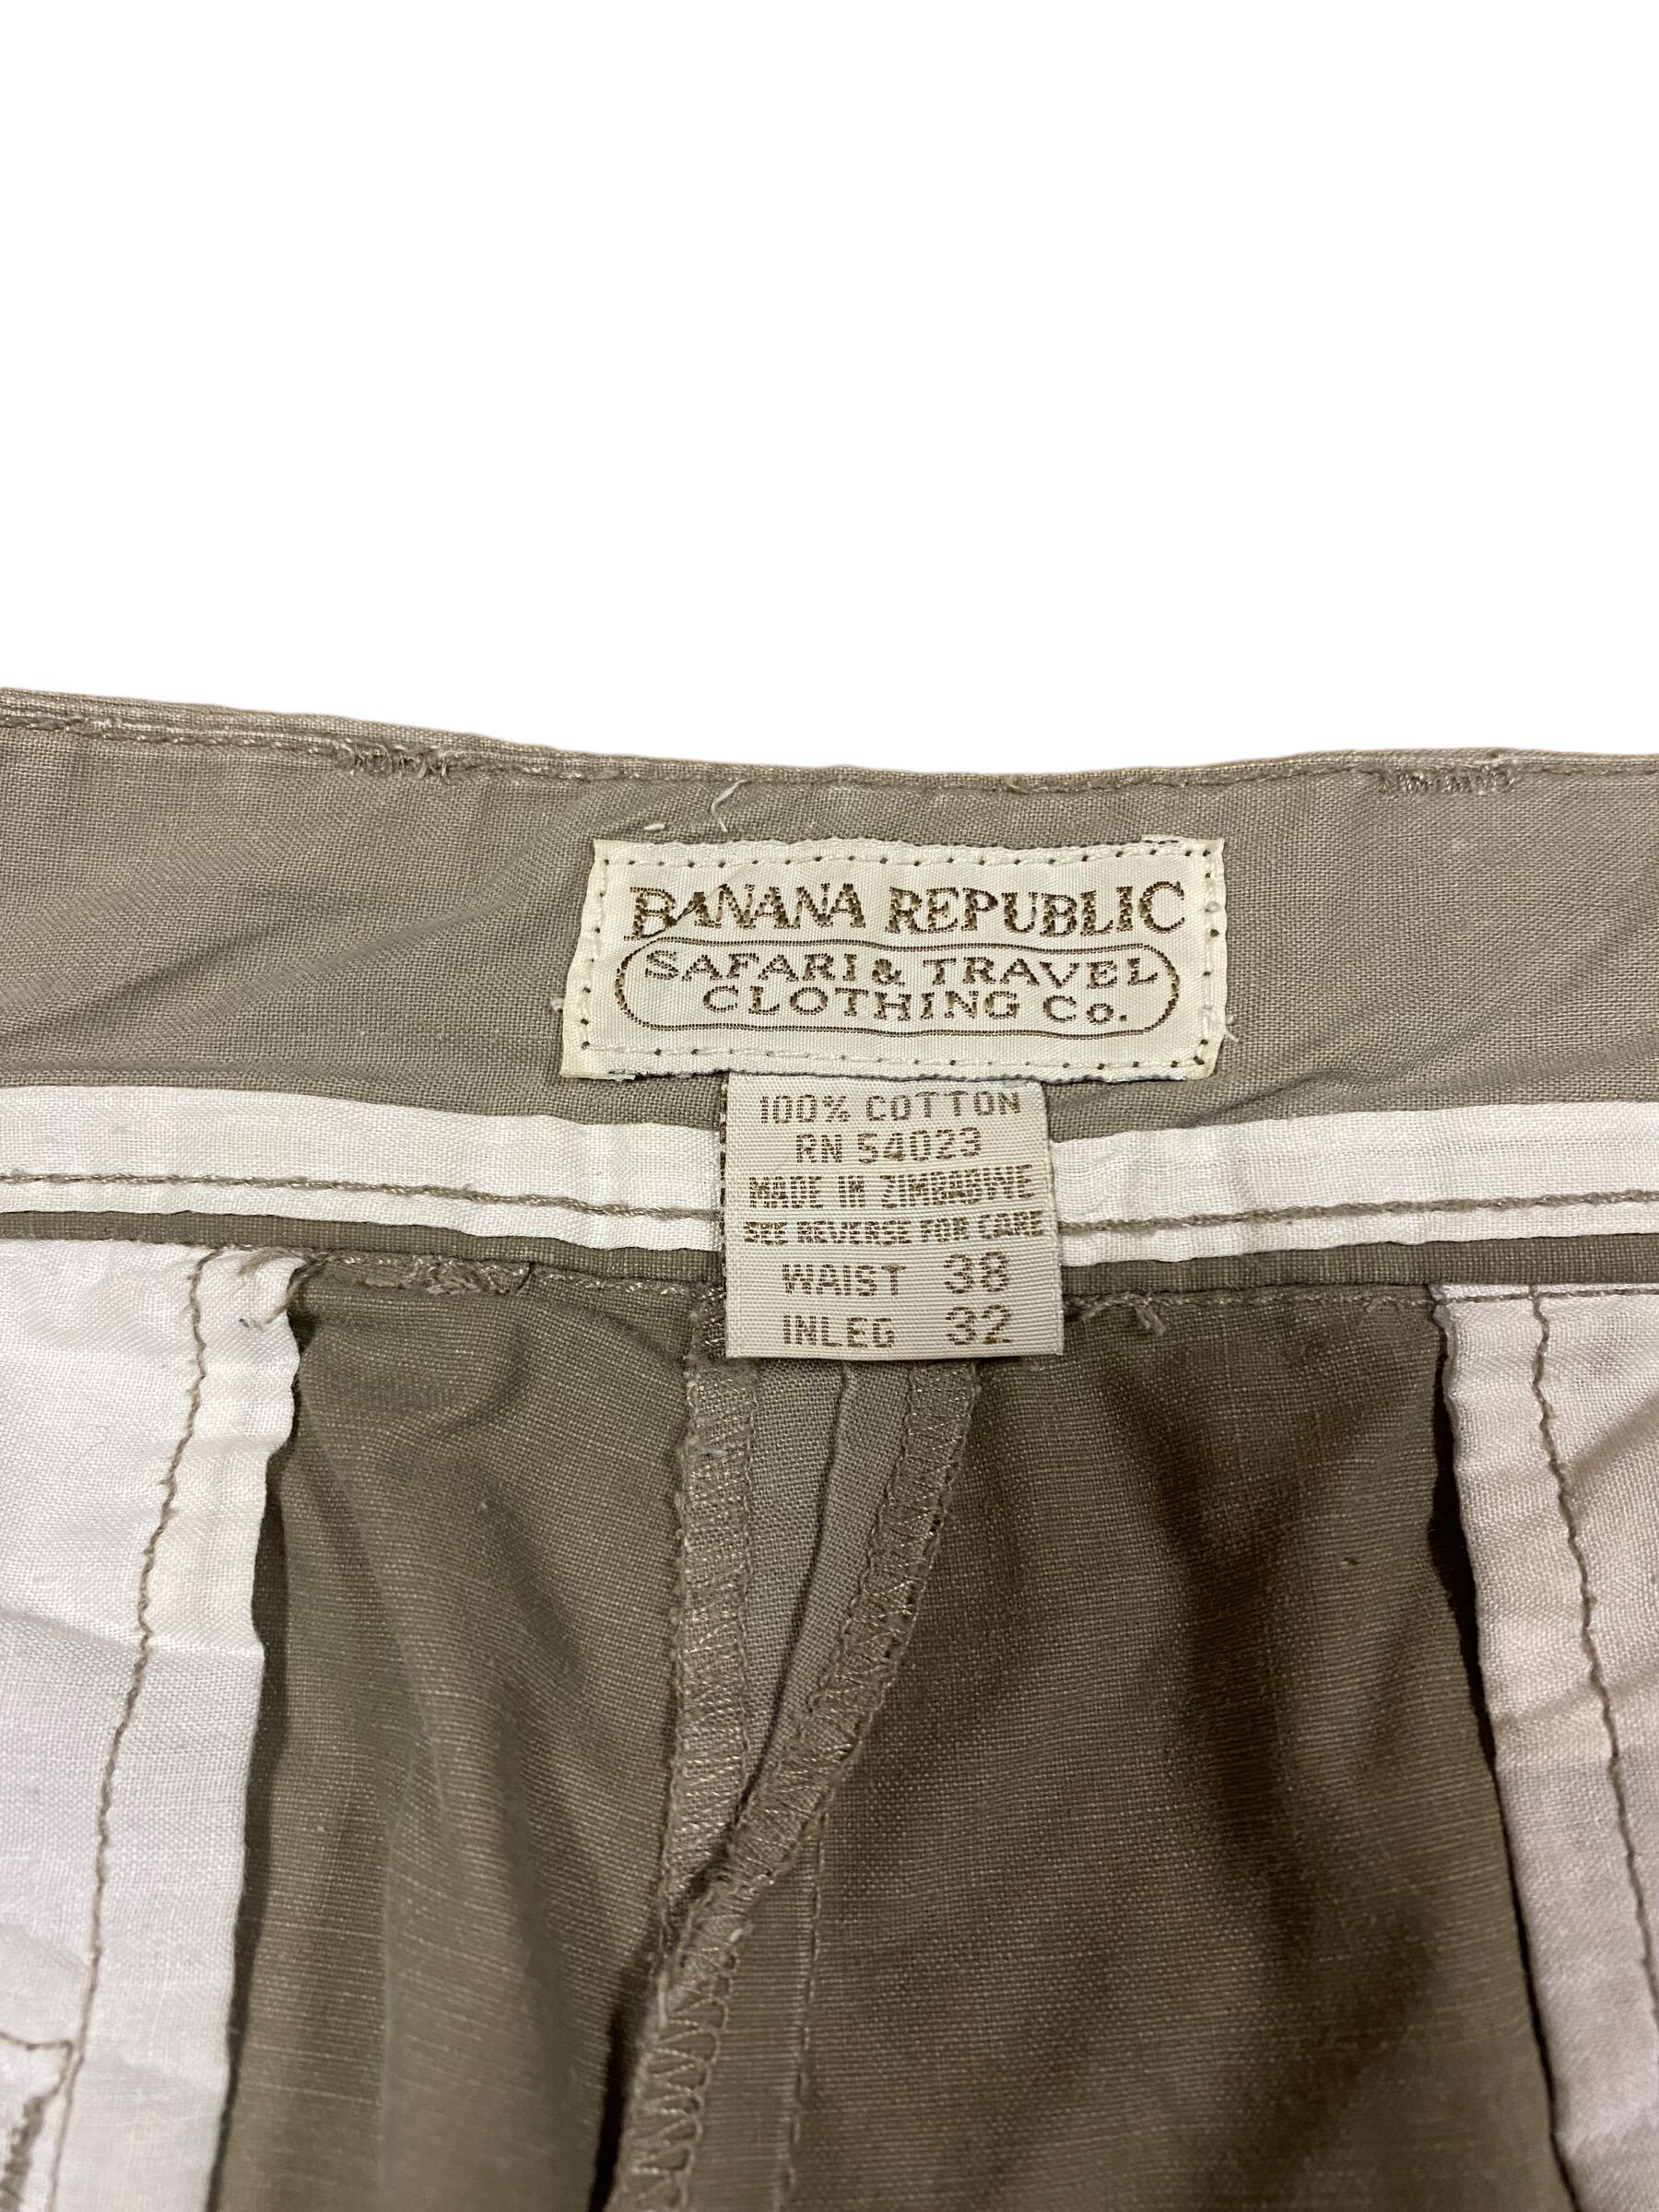 BANANA REPUBLIC
SAFARI & TRAVEL
CLOTHING Co.
100% COTTON
RN 54023
MADE IN ZIMBABWE
SEE REVERSE FOR CARE
WAIST 38
INLEG 32